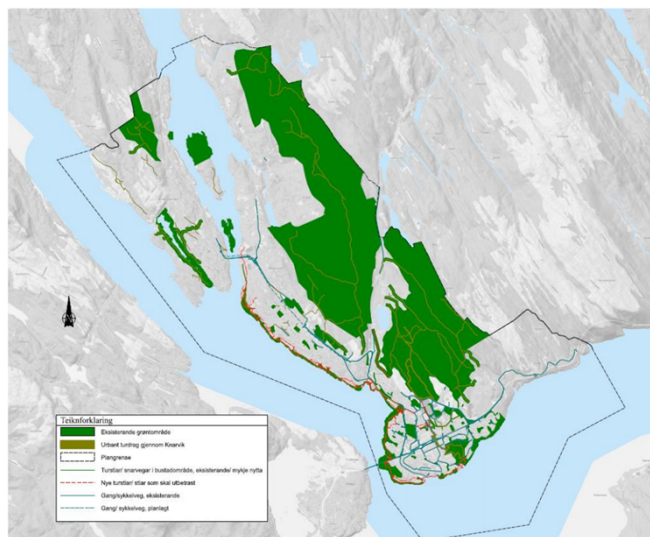 Teiknforklaring
Eksisterande grøntområde
Urbant turdrag gjennom Knarvik
Plangrense
Turstiar/ snarvegar i bustadområde, eksisterande/ mykje nytta
Nye turstiar/ stiar som skal utbetrast
Gang/sykkelveg, eksisterande
Gang/ sykkelveg, planlagt